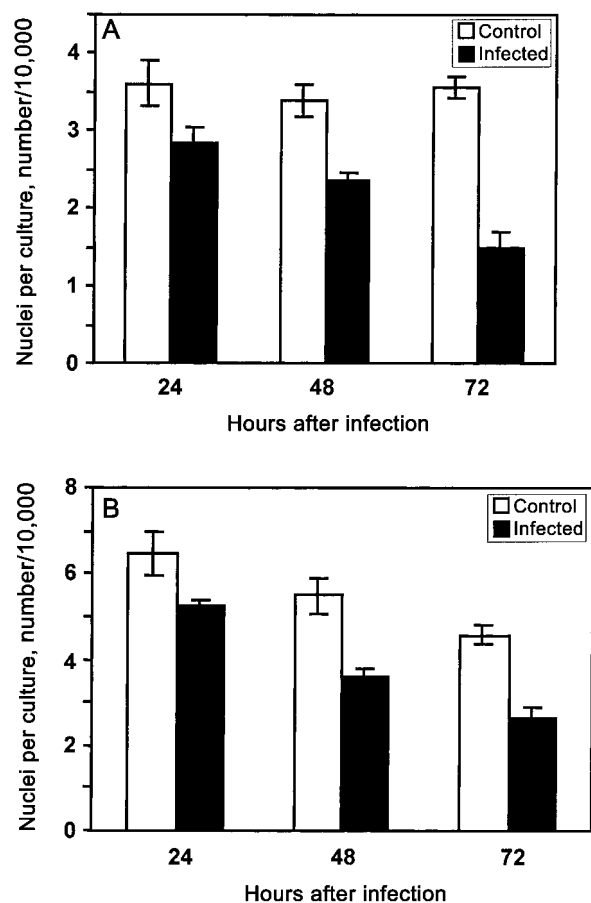 A
Control
Infected
Nuclei per culture, number/10,000
4
3
2
1
0
24 48 72
Hours after infection
B
Control
Infected
Nuclei per culture, number/10,000
8
6
4
2
0
24 48 72
Hours after infection